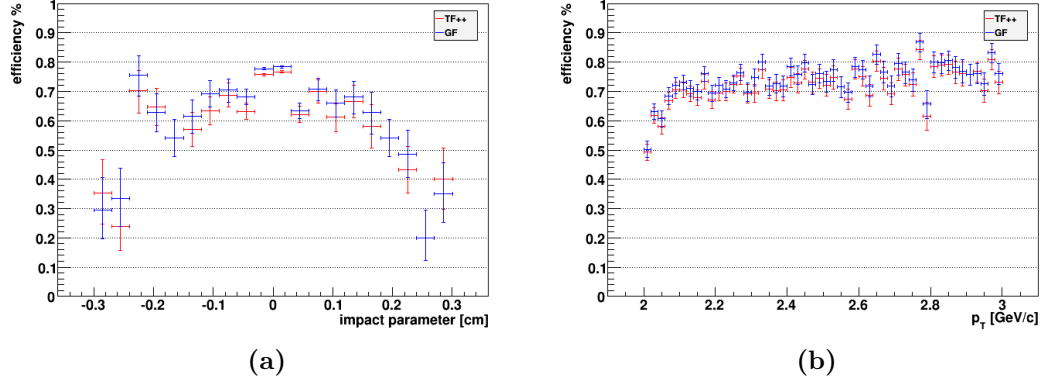 efficiency %
1
0.9
0.8
0.7
0.6
0.5
0.4
0.3
0.2
0.1
0
TF++
GF
-0.3 -0.2 -0.1 0 0.1 0.2 0.3
impact parameter [cm]
(a)
efficiency %
1
0.9
0.8
0.7
0.6
0.5
0.4
0.3
0.2
0.1
0
TF++
GF
2 2.2 2.4 2.6 2.8 3
p_T [GeV/c]
(b)